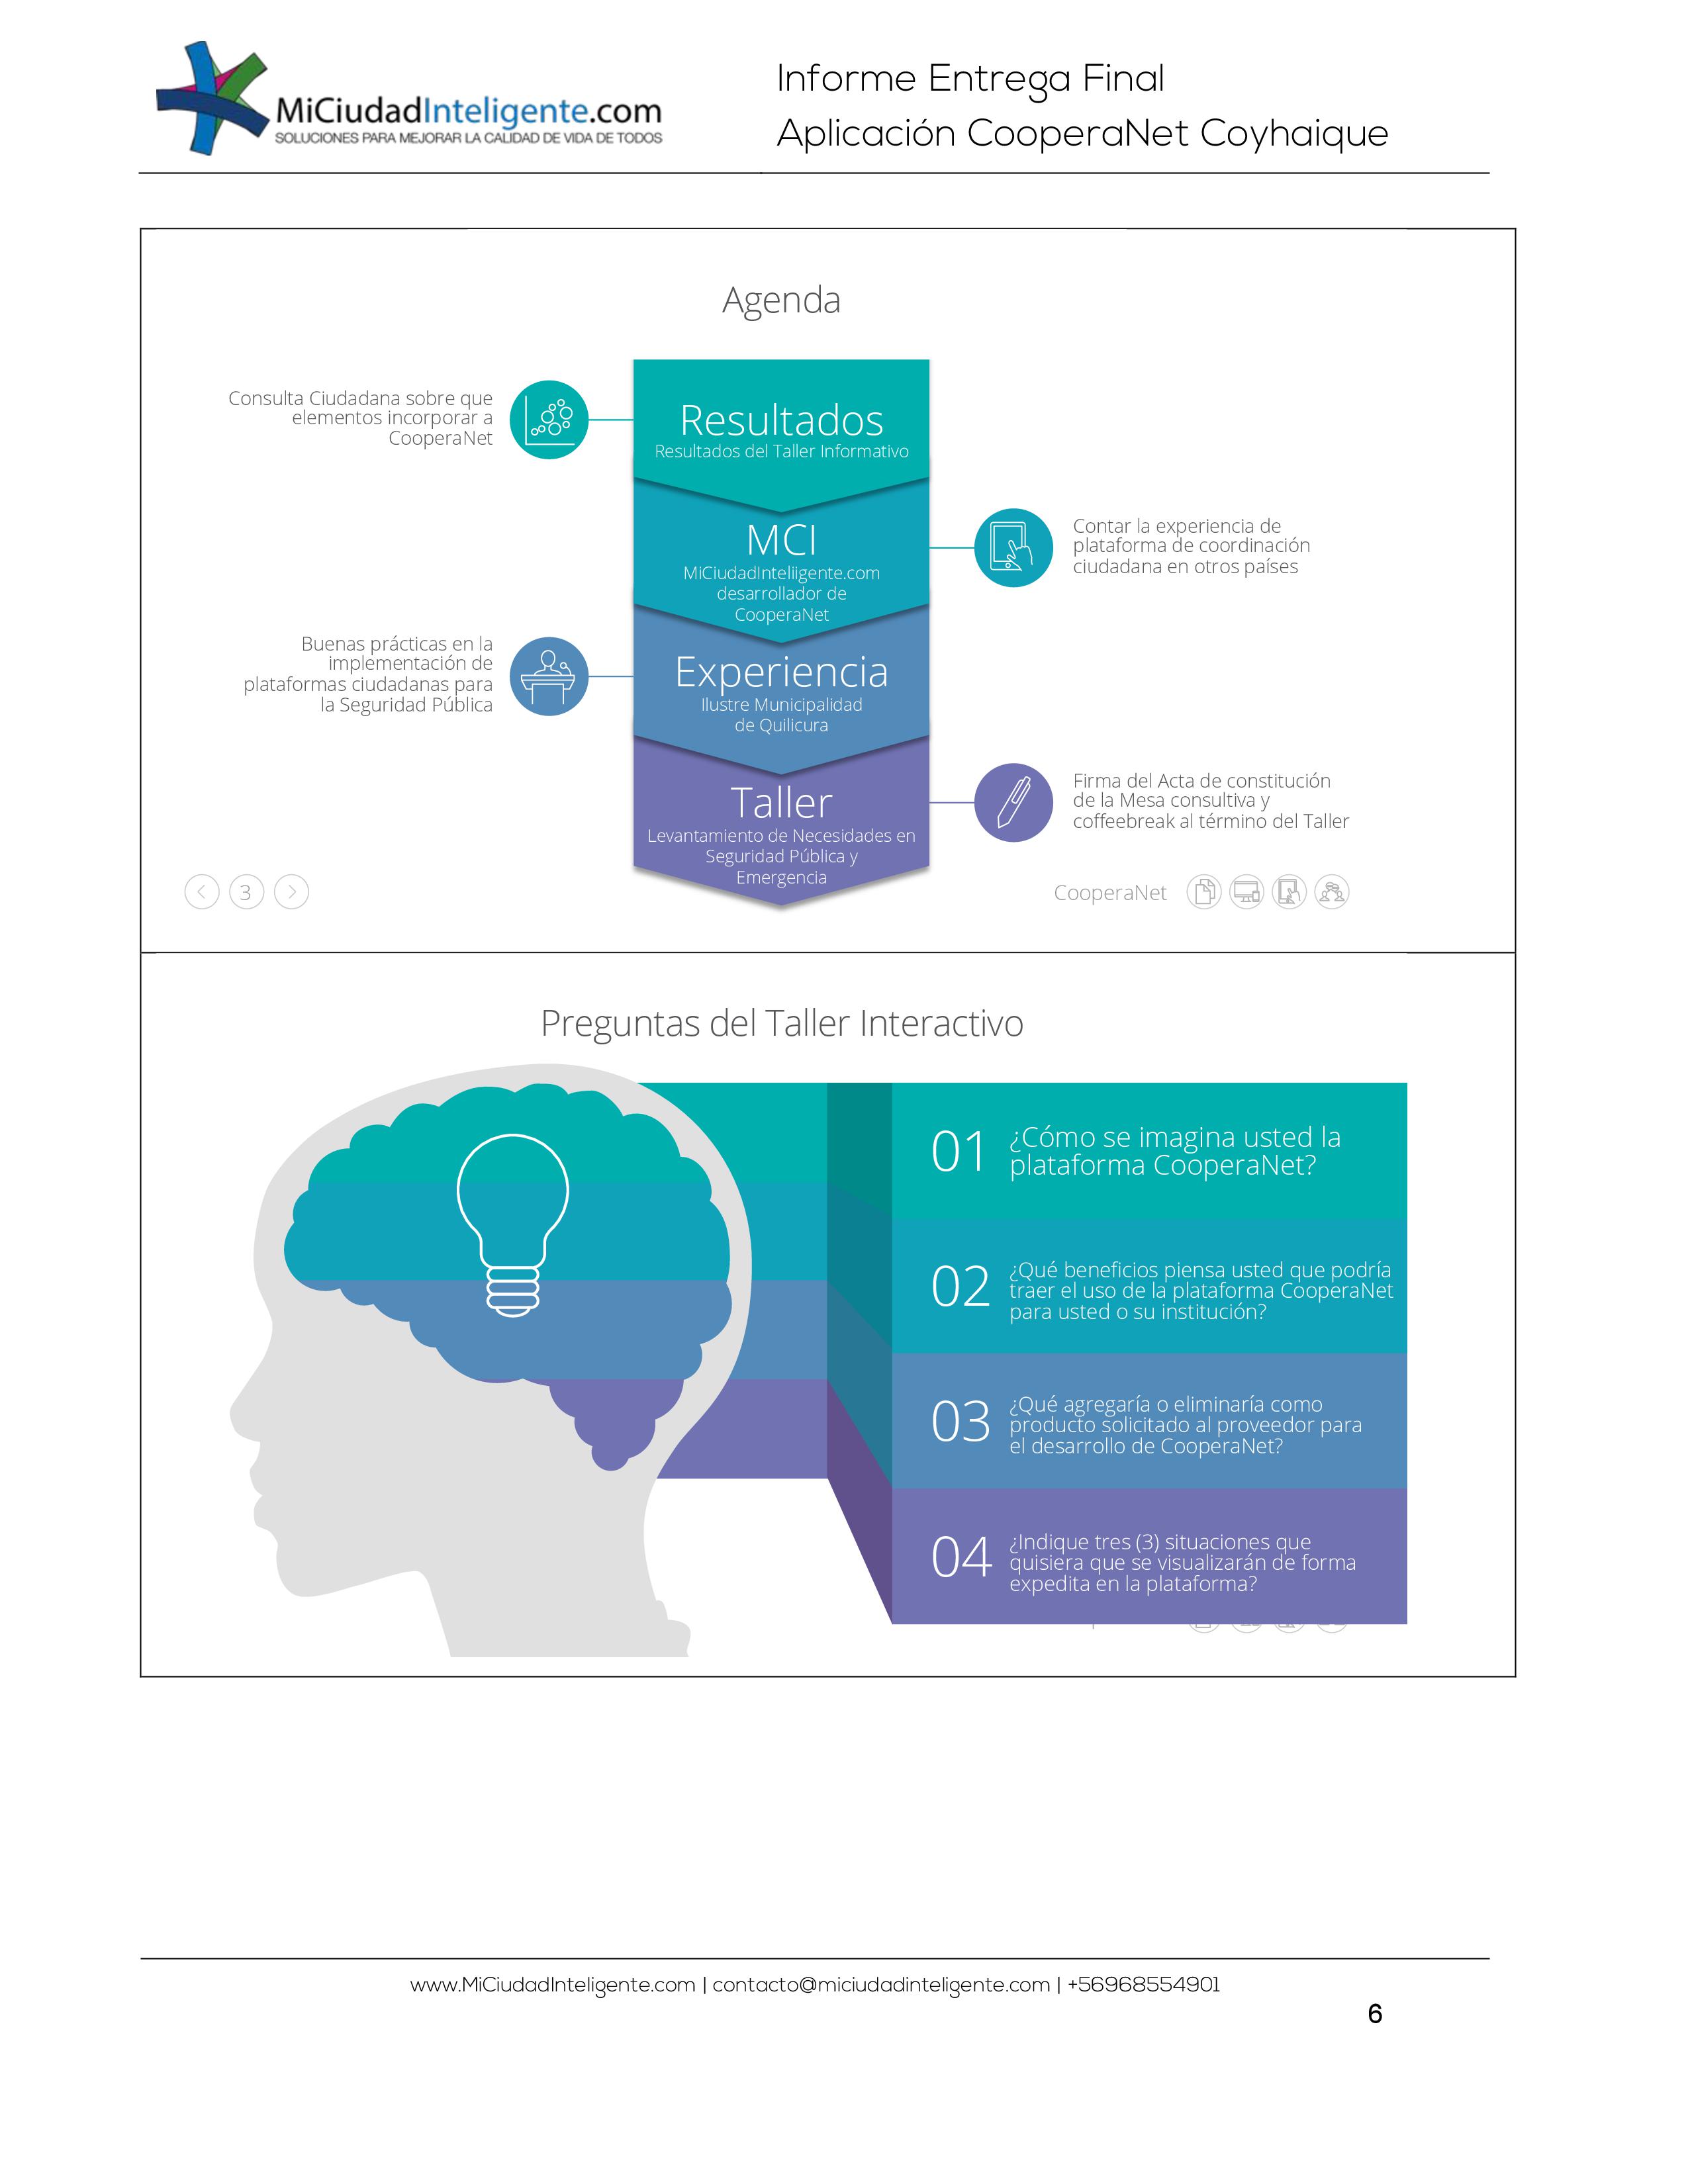 MiCiudadInteligente.com
SOLUCIONES PARA MEJORAR LA CALIDAD DE VIDA DE TODOS
Informe Entrega Final
Aplicación CooperaNet Coyhaique
Agenda
Consulta Ciudadana sobre que
elementos incorporar a
CooperaNet
Resultados
Resultados del Taller Informativo
MCI
MiCiudadInteliigente.com
desarrollador de
CooperaNet
Contar la experiencia de
plataforma de coordinación
ciudadana en otros países
Buenas prácticas en la
implementación de
plataformas ciudadanas para
la Seguridad Pública
Experiencia
Ilustre Municipalidad
de Quilicura
Taller
Levantamiento de Necesidades en
Seguridad Pública y
Emergencia
Firma del Acta de constitución
de la Mesa consultiva y
coffeebreak al término del Taller
3
CooperaNet
Preguntas del Taller Interactivo
01
¿Cómo se imagina usted la
plataforma CooperaNet?
02
¿Qué beneficios piensa usted que podría
traer el uso de la plataforma CooperaNet
para usted o su institución?
03
¿Qué agregaría o eliminaría como
producto solicitado al proveedor para
el desarrollo de CooperaNet?
04
¿Indique tres (3) situaciones que
quisiera que se visualizarán de forma
expedita en la plataforma?
www.MiCiudadInteligente.com | contacto@miciudadinteligente.com | +56968554901
6